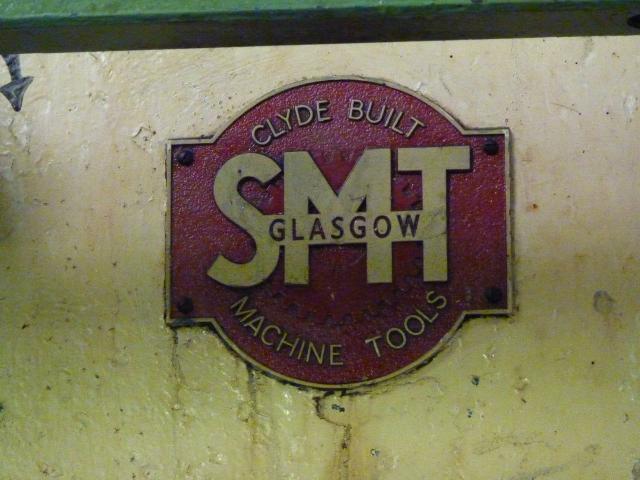 CLYDE BUILT
SMT
GLASGOW
MACHINE TOOLS